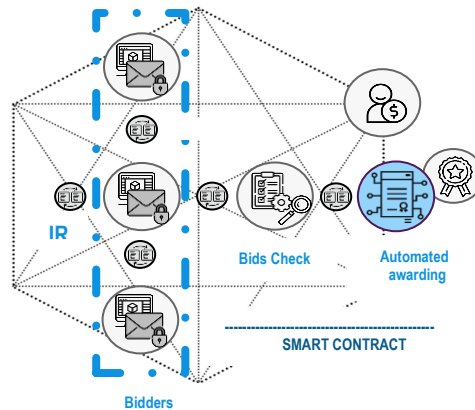 IR
Bids Check
Automated
awarding
SMART CONTRACT
Bidders